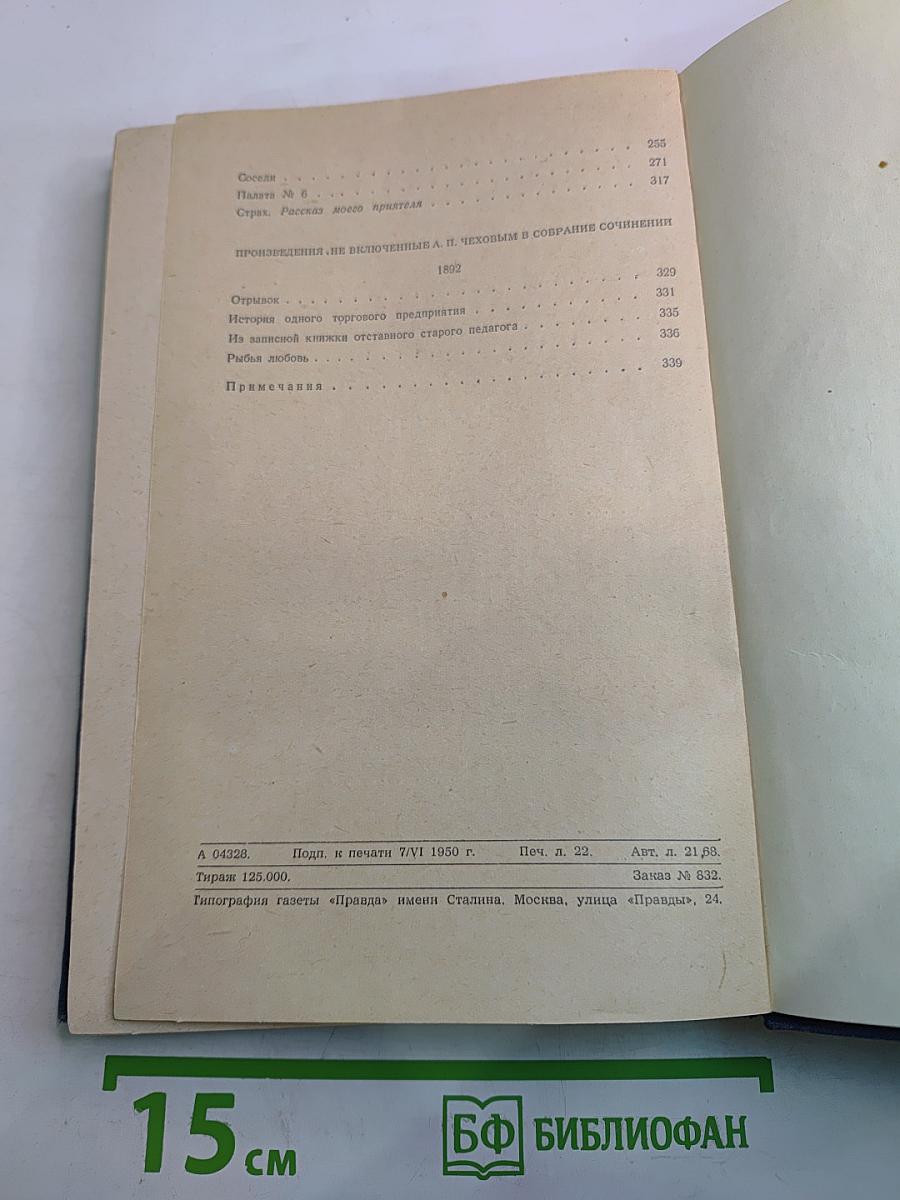 Соседи . . . . . . . . . . . . . . . . . . . . 255
Палата № 6 . . . . . . . . . . . . . . . . . . 271
Страх. Рассказ моего приятеля . . . . . . . . . . 317
ПРОИЗВЕДЕНИЯ, НЕ ВКЛЮЧЕННЫЕ А. П. ЧЕХОВЫМ В СОБРАНИЕ СОЧИНЕНИИ
1892
Отрывок . . . . . . . . . . . . . . . . . . . . 329
История одного торгового предприятия . . . . . . . . 331
Из записной книжки отставного старого педагога . . . . . . 335
Рыбья любовь . . . . . . . . . . . . . . . . . . 336
Примечания . . . . . . . . . . . . . . . . . . 339
А 04328. Подп. к печати 7/VI 1950 г. Печ. л. 22. Авт. л. 21,68.
Тираж 125.000. Заказ № 832.
Типография газеты «Правда» имени Сталина. Москва, улица «Правды», 24.
15 см БФ БИБЛИОФАН